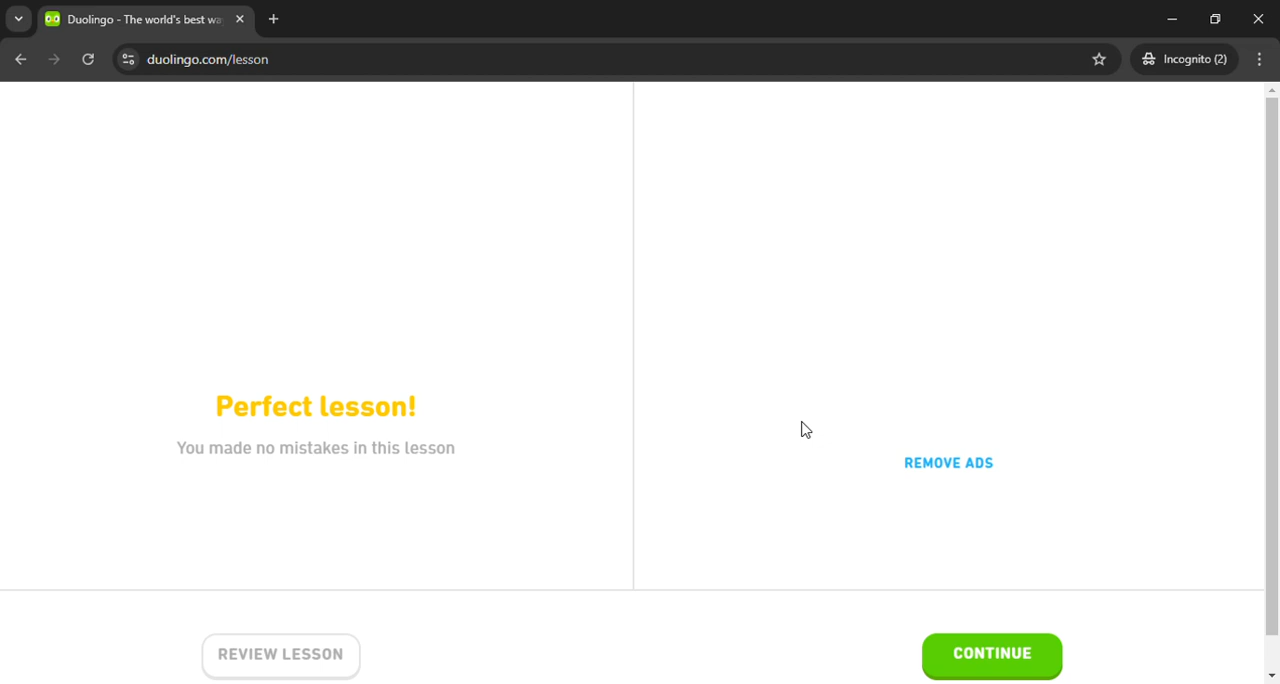 Duolingo - The world's best wa
duolingo.com/lesson
Incognito (2)
Perfect lesson!
You made no mistakes in this lesson
REMOVE ADS
REVIEW LESSON
CONTINUE